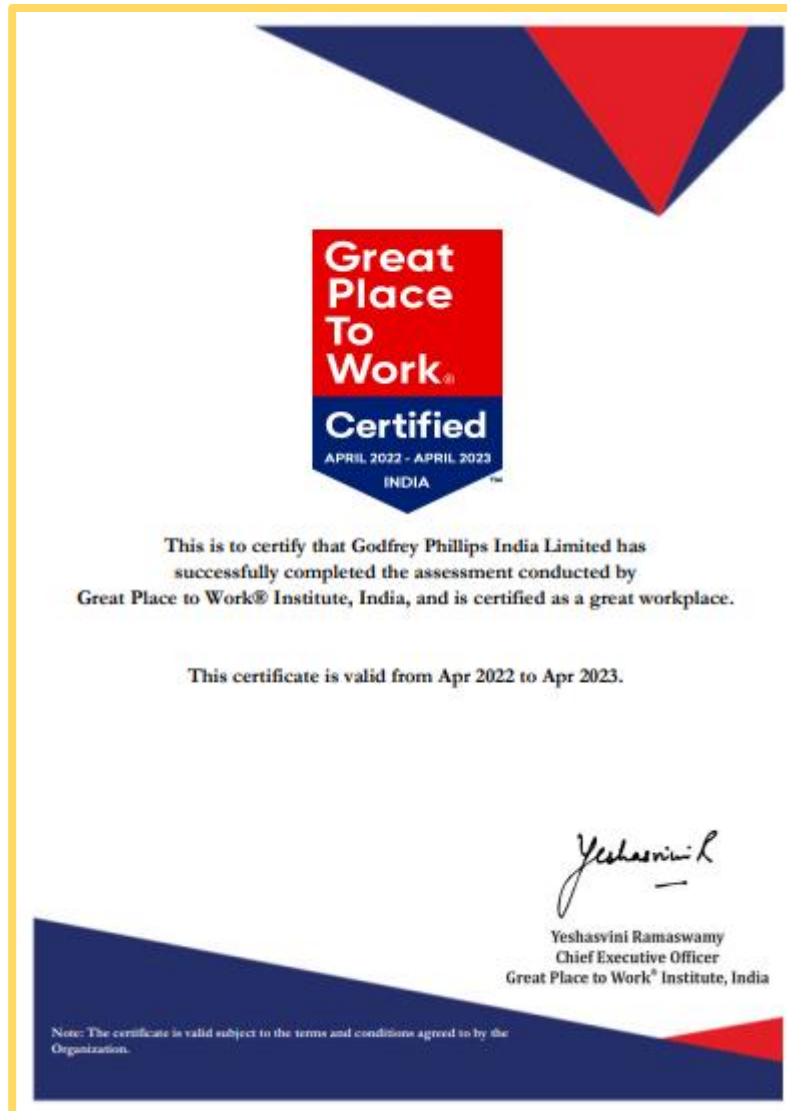 Great
Place
To
Work®
Certified
APRIL 2022 - APRIL 2023
INDIA ™
This is to certify that Godfrey Phillips India Limited has
successfully completed the assessment conducted by
Great Place to Work® Institute, India, and is certified as a great workplace.
This certificate is valid from Apr 2022 to Apr 2023.
Yeshasvini R
Yeshasvini Ramaswamy
Chief Executive Officer
Great Place to Work® Institute, India
Note: The certificate is valid subject to the terms and conditions agreed to by the
Organization.